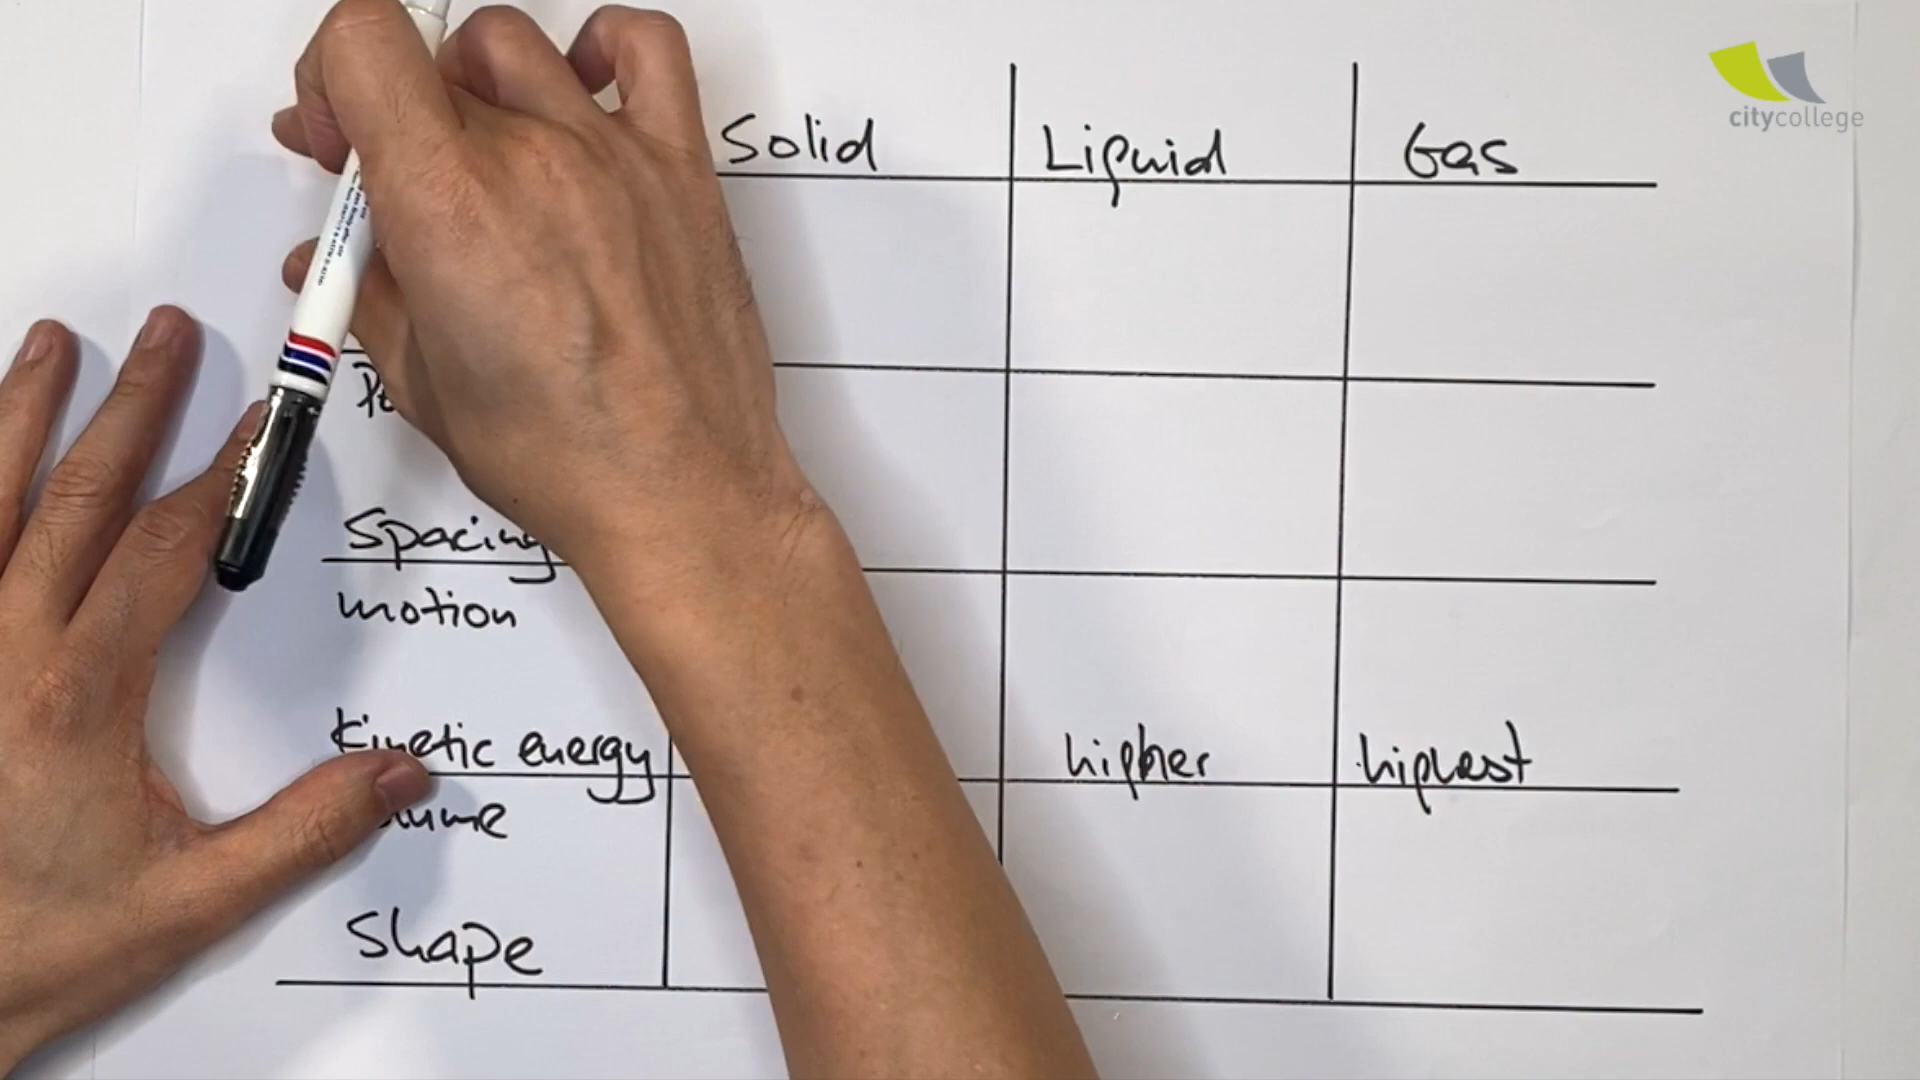 citycollege
Solid Liquid Gas
Spacing
motion
Kinetic energy higher highest
Shape